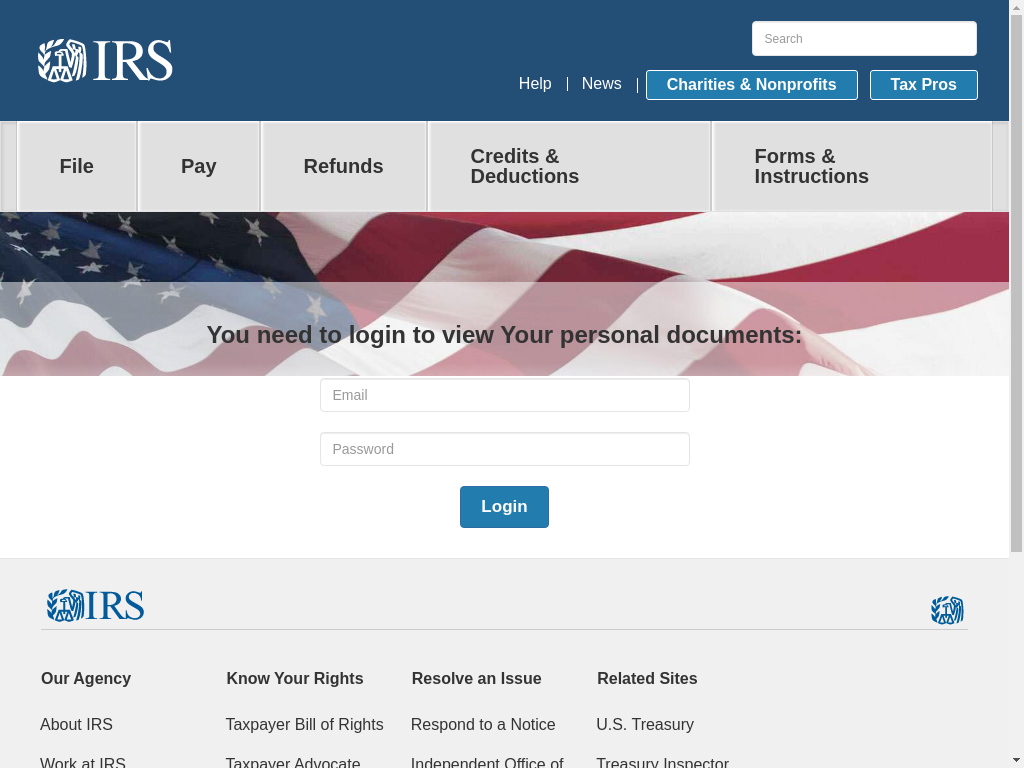 Search
IRS
Help
News
Charities & Nonprofits
Tax Pros
File
Pay
Refunds
Credits &
Deductions
Forms &
Instructions
You need to login to view Your personal documents:
Email
Password
Login
IRS
Our Agency
Know Your Rights
Resolve an Issue
Related Sites
About IRS
Taxpayer Bill of Rights
Respond to a Notice
U.S. Treasury
Work at IRS
Taxpayer Advocate
Independent Office of
Treasury Inspector